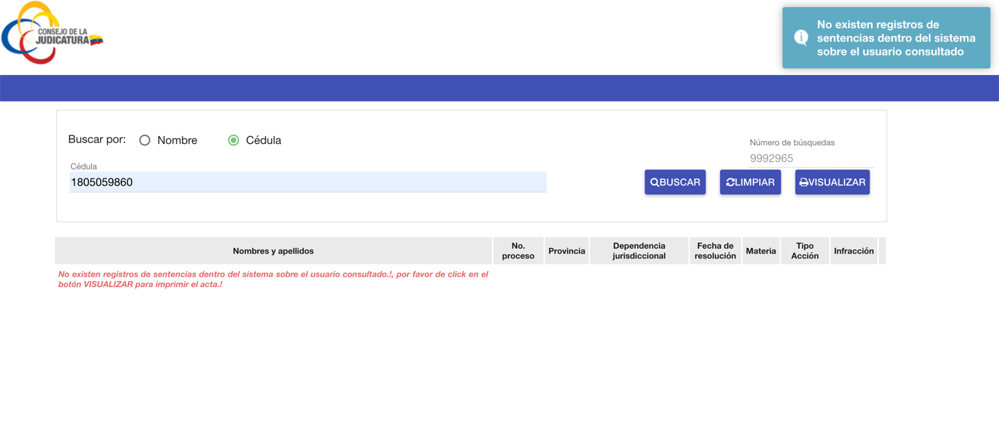 CONSEJO DE LA
JUDICATURA
No existen registros de
sentencias dentro del sistema
sobre el usuario consultado
Buscar por:
Nombre
Cédula
Número de búsquedas
9992965
Cédula
1805059860
BUSCAR
LIMPIAR
VISUALIZAR
Nombres y apellidos
No.
proceso
Provincia
Dependencia
jurisdiccional
Fecha de
resolución
Materia
Tipo
Acción
Infracción
No existen registros de sentencias dentro del sistema sobre el usuario consultado.!, por favor de click en el
botón VISUALIZAR para imprimir el acta.!